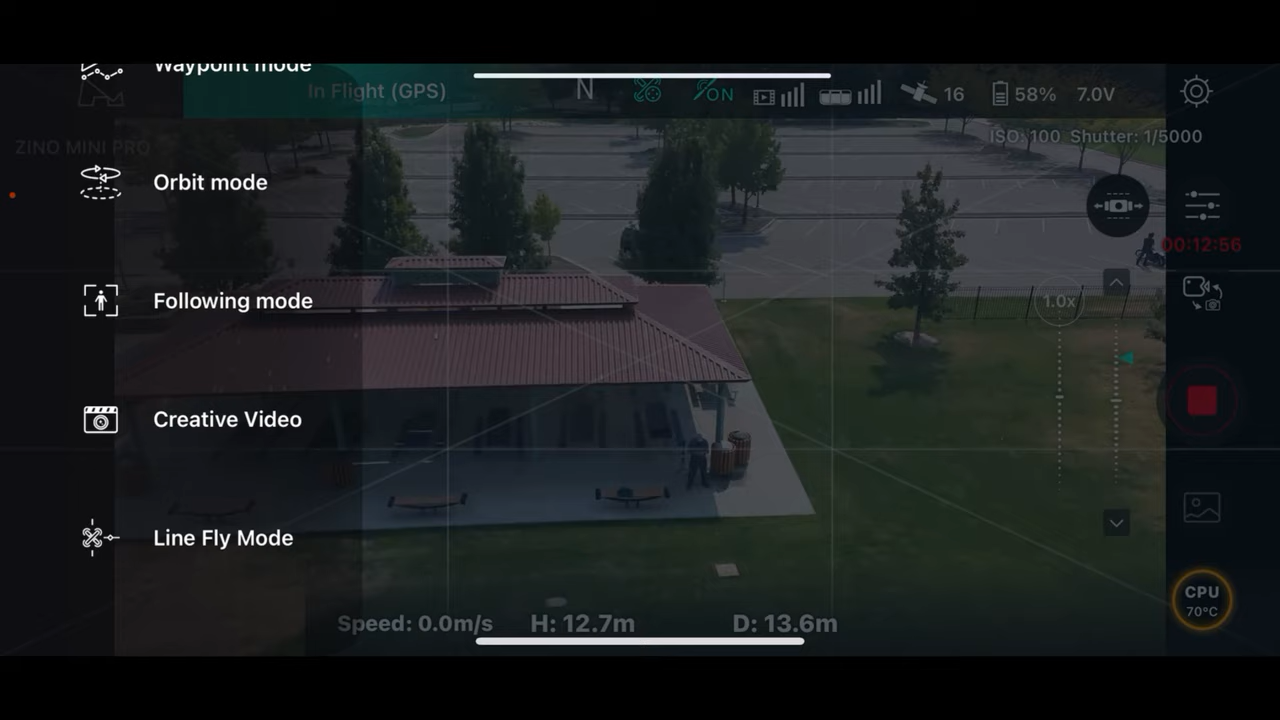 Waypoint mode
In Flight (GPS)
N
ON
16
58%
7.0V
ZINO MINI PRO
ISO: 100 Shutter: 1/5000
Orbit mode
00:12:56
Following mode
1.0x
Creative Video
Line Fly Mode
CPU
70°C
Speed: 0.0m/s
H: 12.7m
D: 13.6m